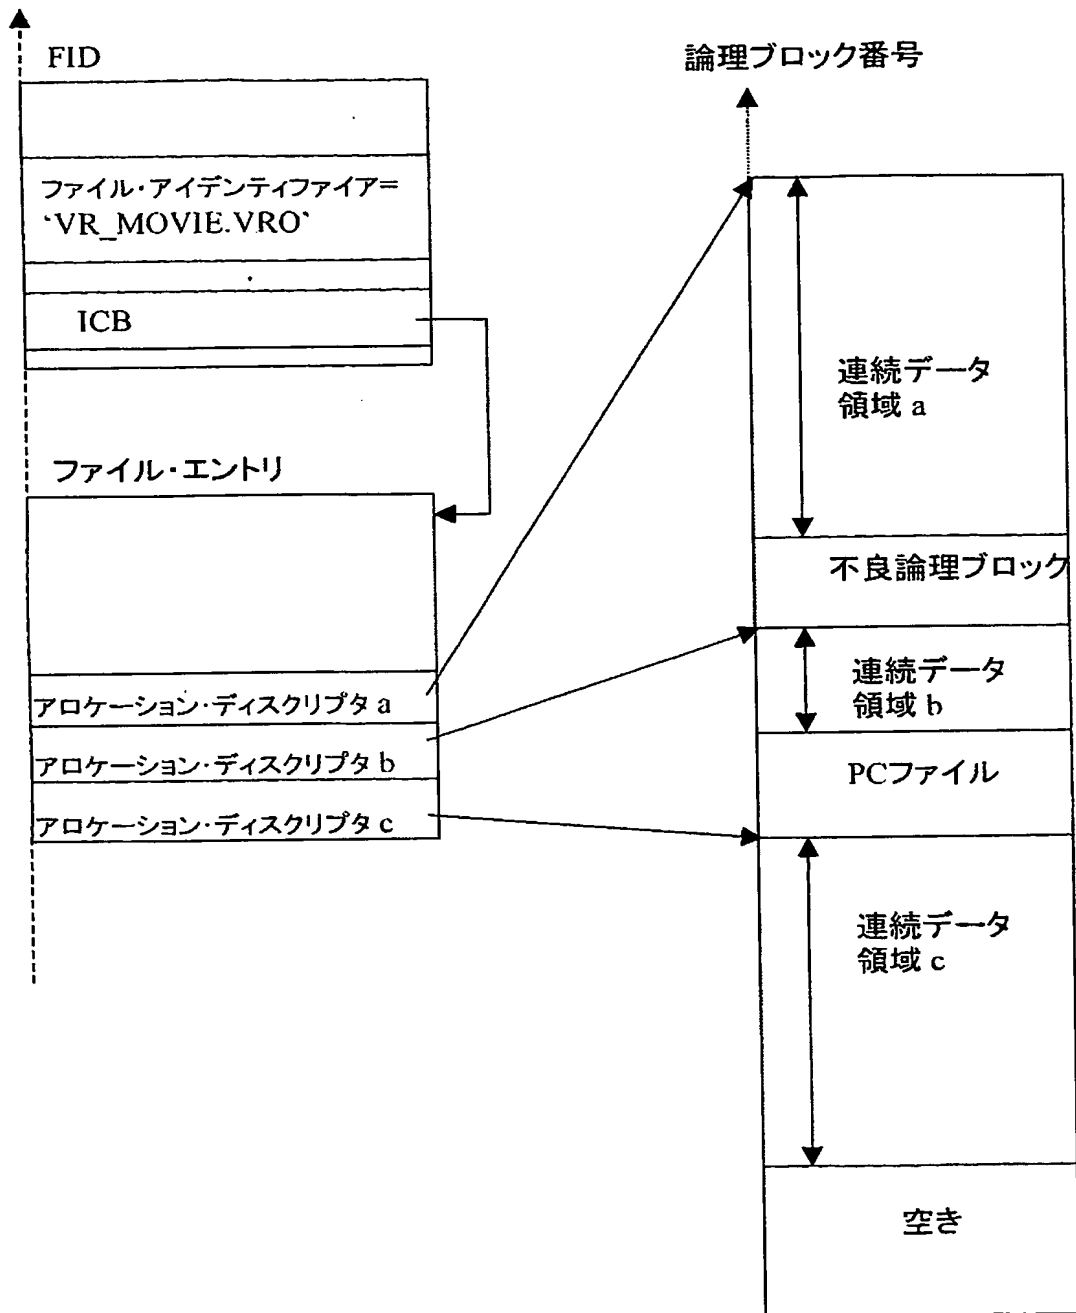 FID
ファイル・アイデンティファイア=
‘VR_MOVIE.VRO’
ICB
ファイル・エントリ
アロケーション・ディスクリプタ a
アロケーション・ディスクリプタ b
アロケーション・ディスクリプタ c
論理ブロック番号
連続データ
領域 a
不良論理ブロック
連続データ
領域 b
PCファイル
連続データ
領域 c
空き